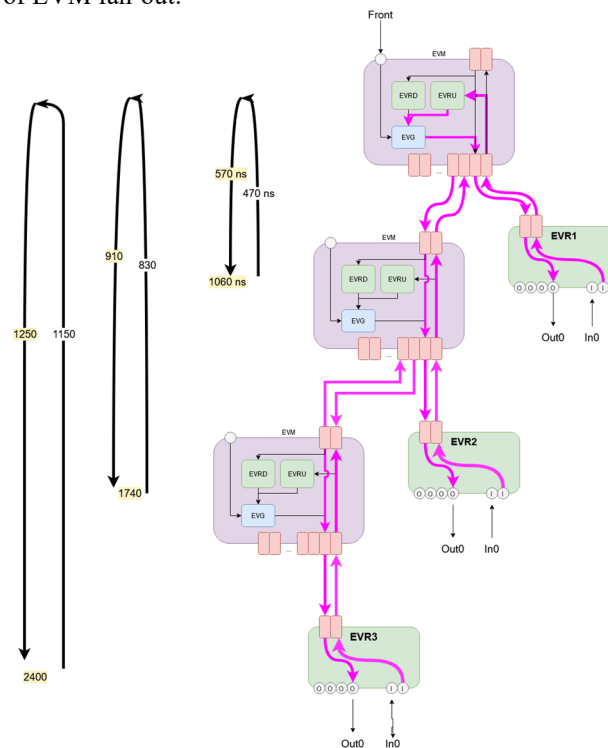 of EVM fan-out.
Front
EVM
EVRD
EVRU
EVG
...
570 ns
470 ns
1060 ns
910
830
1740
1250
1150
2400
EVR1
O O O O
I I
Out0
In0
EVM
EVRD
EVRU
EVG
...
EVR2
O O O O
I I
Out0
In0
EVM
EVRD
EVRU
EVG
...
EVR3
O O O O
I I
Out0
In0